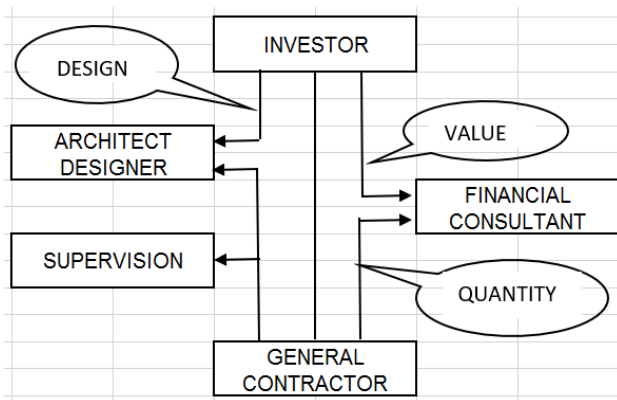 INVESTOR
DESIGN
ARCHITECT
DESIGNER
VALUE
FINANCIAL
CONSULTANT
SUPERVISION
QUANTITY
GENERAL
CONTRACTOR